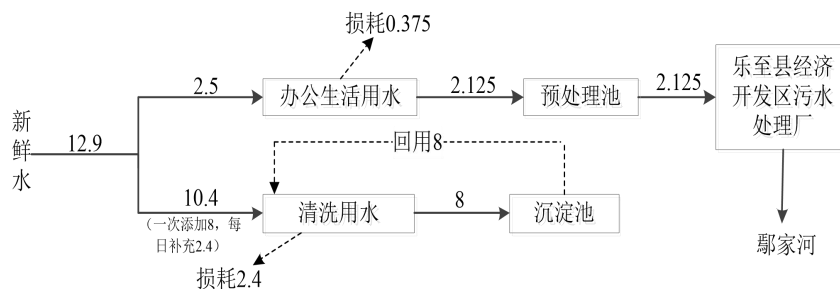 损耗0.375
2.5
办公生活用水
2.125
预处理池
2.125
乐至县经济
开发区污水
处理厂
新
鲜
水
12.9
回用8
10.4
（一次添加8，每
日补充2.4）
清洗用水
8
沉淀池
鄢家河
损耗2.4